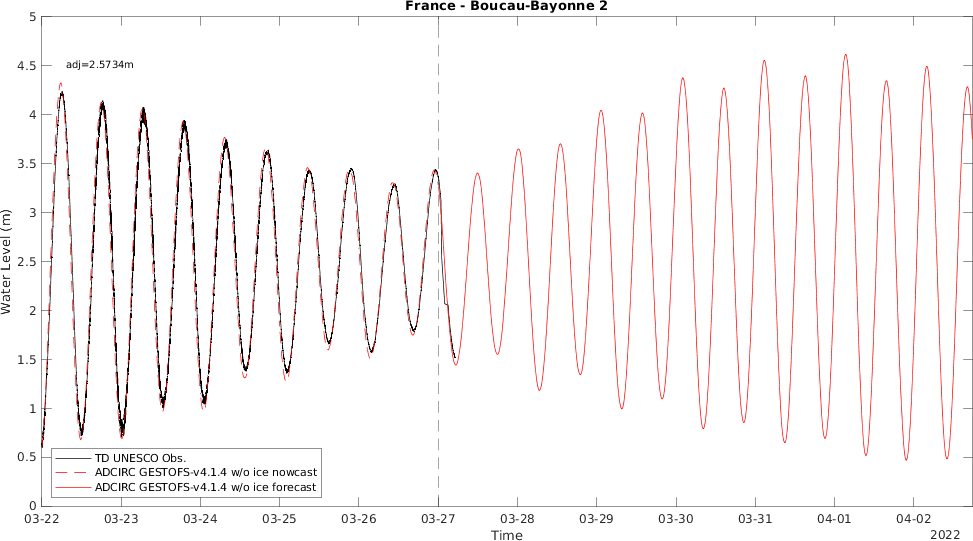 France - Boucau-Bayonne 2
adj=2.5734m
5
4.5
4
3.5
3
2.5
2
1.5
1
0.5
0
Water Level (m)
TD UNESCO Obs.
ADCIRC GESTOFS-v4.1.4 w/o ice nowcast
ADCIRC GESTOFS-v4.1.4 w/o ice forecast
03-22 03-23 03-24 03-25 03-26 03-27 03-28 03-29 03-30 03-31 04-01 04-02
Time
2022